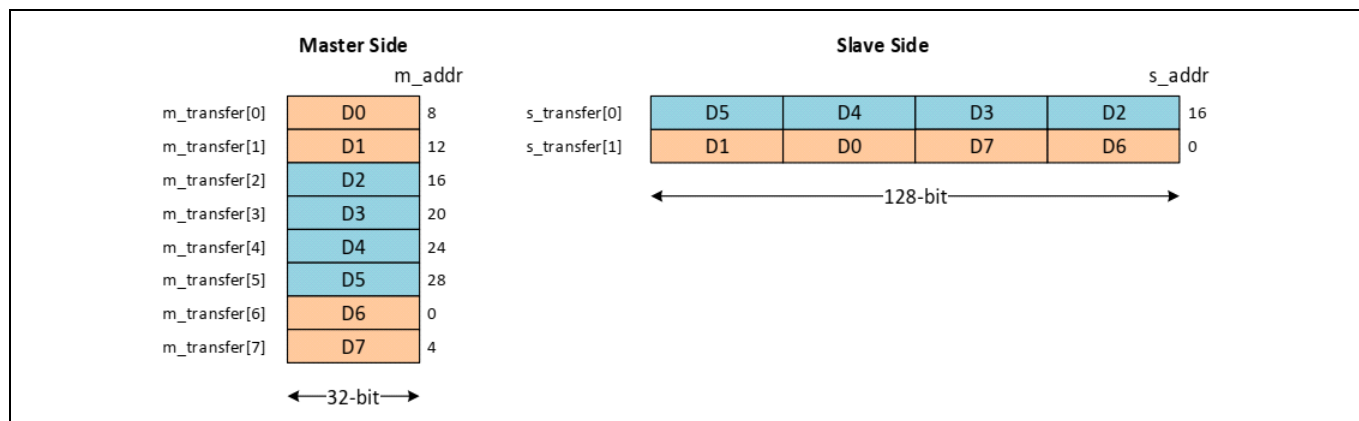 Master Side Slave Side
m_addr s_addr
m_transfer[0] D0 8 s_transfer[0] D5 D4 D3 D2 16
m_transfer[1] D1 12 s_transfer[1] D1 D0 D7 D6 0
m_transfer[2] D2 16
m_transfer[3] D3 20
m_transfer[4] D4 24
m_transfer[5] D5 28
m_transfer[6] D6 0
m_transfer[7] D7 4
128-bit
32-bit